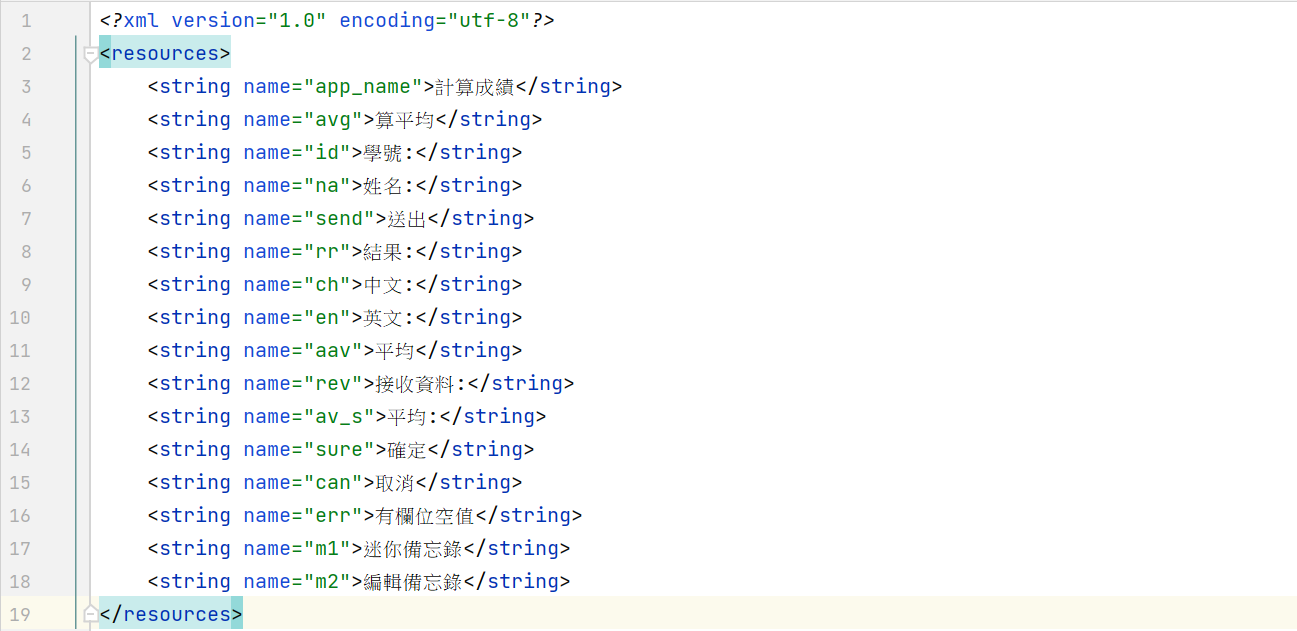 1 <?xml version="1.0" encoding="utf-8"?>
2 <resources>
3 <string name="app_name">計算成績</string>
4 <string name="avg">算平均</string>
5 <string name="id">學號:</string>
6 <string name="na">姓名:</string>
7 <string name="send">送出</string>
8 <string name="rr">結果:</string>
9 <string name="ch">中文:</string>
10 <string name="en">英文:</string>
11 <string name="aav">平均</string>
12 <string name="rev">接收資料:</string>
13 <string name="av_s">平均:</string>
14 <string name="sure">確定</string>
15 <string name="can">取消</string>
16 <string name="err">有欄位空值</string>
17 <string name="m1">迷你備忘錄</string>
18 <string name="m2">編輯備忘錄</string>
19 </resources>